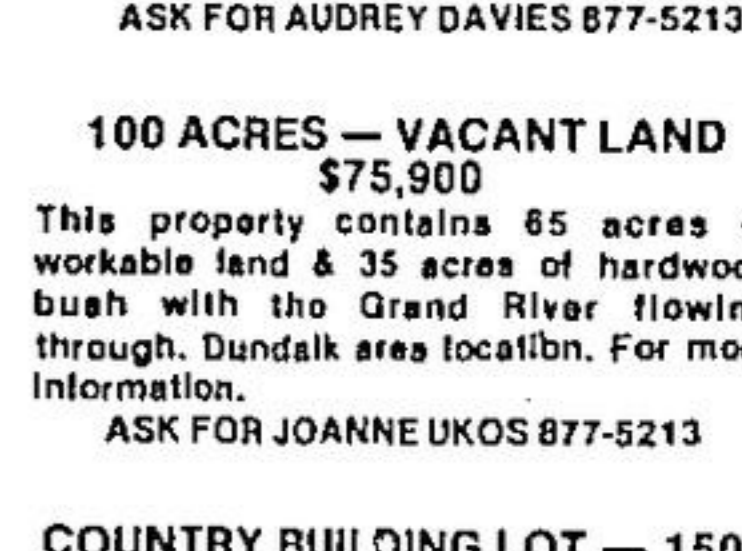 ASK FOR AUDREY DAVIES 877-5213
100 ACRES — VACANT LAND
$75,900
This property contains 65 acres
workable land & 35 acres of hardwoo
bush with the Grand River flowin
through. Dundalk area location. For mo
information.
ASK FOR JOANNE UKOS 877-5213
COUNTRY BUILDING LOT — 150